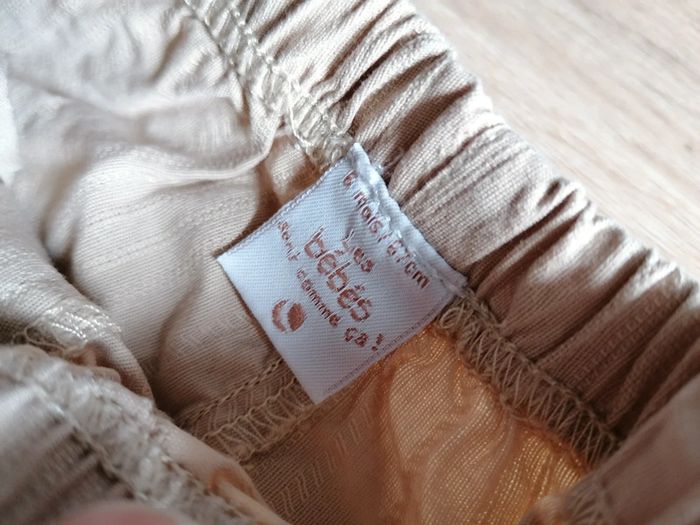 6 mois / 67cm
Les
bébés
sont comme ça !